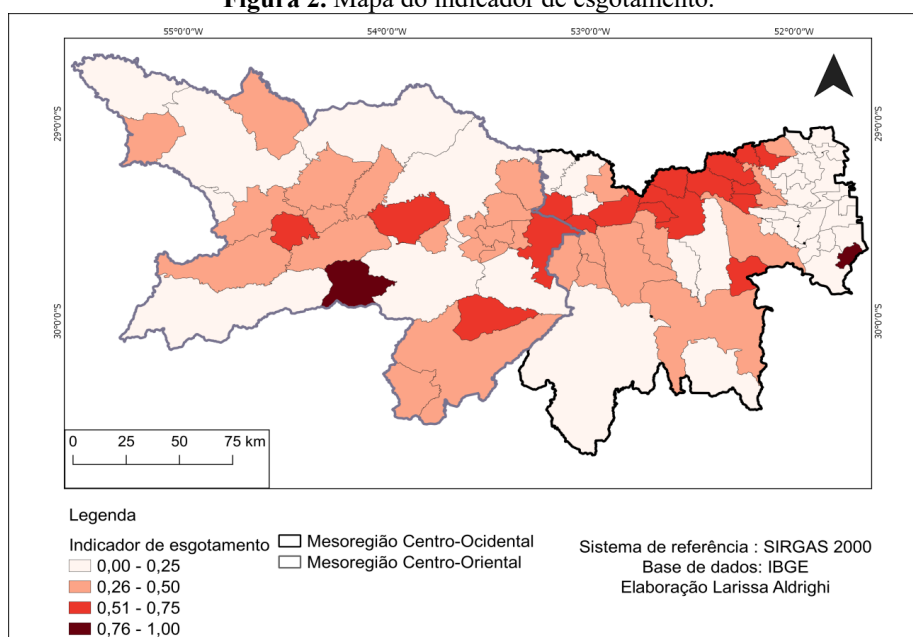 Figura 2. Mapa do indicador de esgotamento.
55°0'0"W 54°0'0"W 53°0'0"W 52°0'0"W
29°0'0"S 29°0'0"S
30°0'0"S 30°0'0"S
0 25 50 75 km
Legenda
Indicador de esgotamento
0,00 - 0,25
0,26 - 0,50
0,51 - 0,75
0,76 - 1,00
Mesoregião Centro-Ocidental
Mesoregião Centro-Oriental
Sistema de referência : SIRGAS 2000
Base de dados: IBGE
Elaboração Larissa Aldrighi